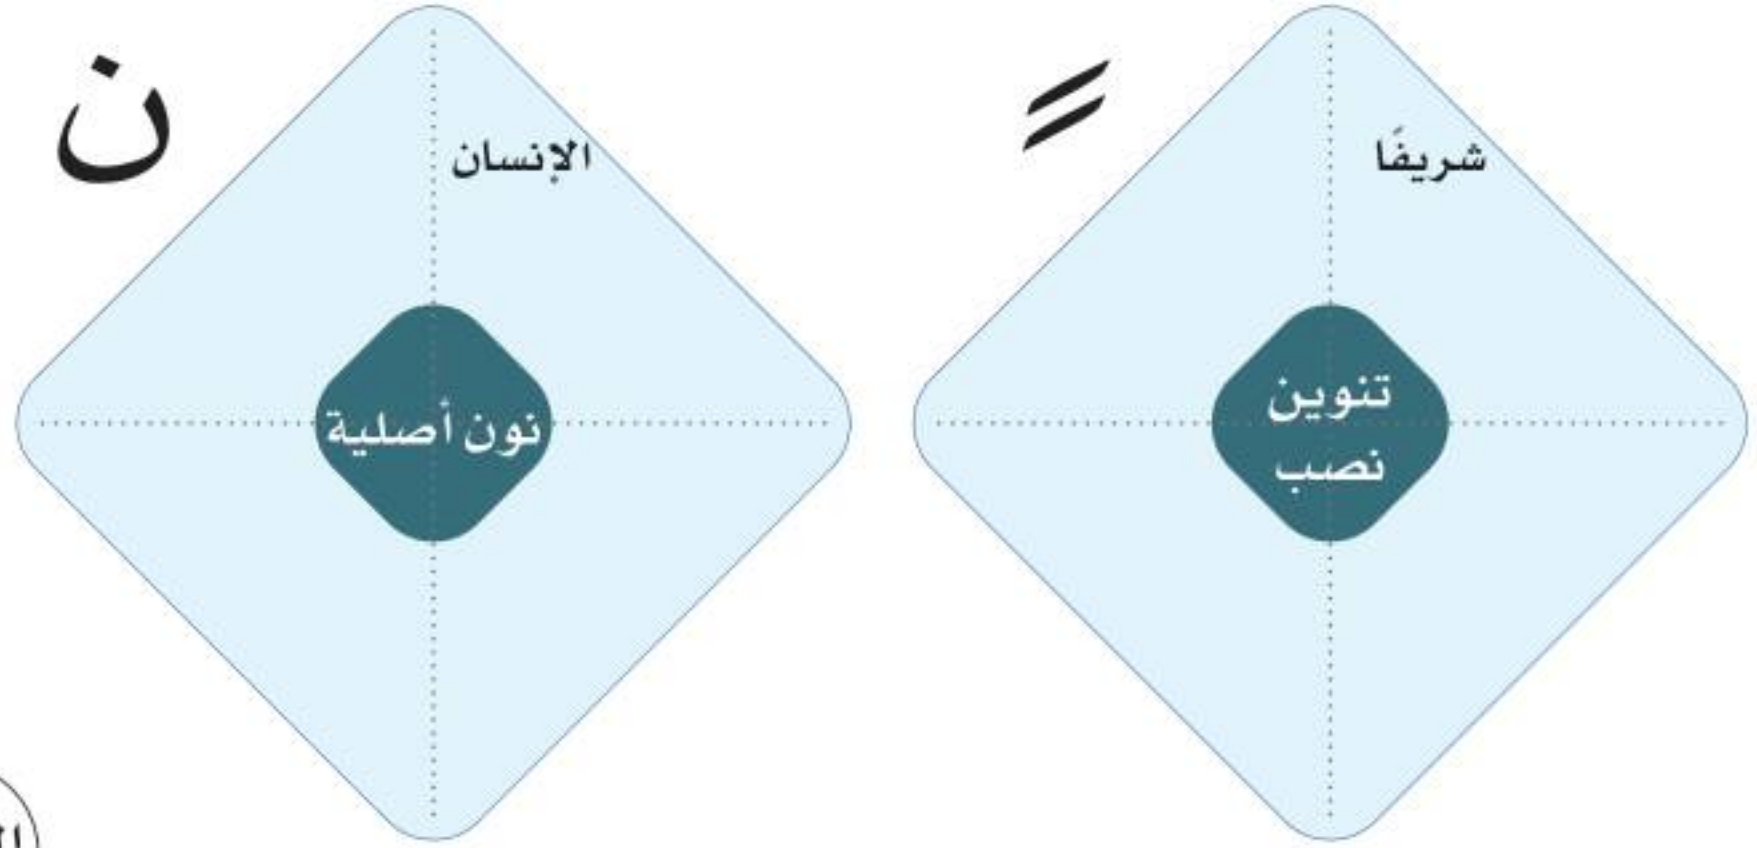 ـً
شريفًا
تنوين
نصب
ن
الإنسان
نون أصلية